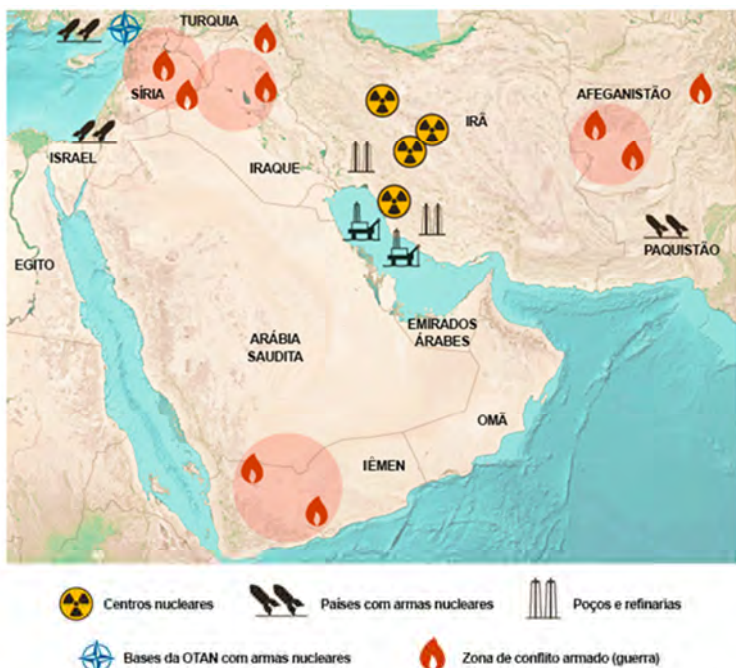 TURQUIA
SÍRIA
AFEGANISTÃO
IRÃ
ISRAEL
IRAQUE
PAQUISTÃO
EGITO
EMIRADOS
ÁRABES
ARÁBIA
SAUDITA
OMÃ
IÊMEN
Centros nucleares
Países com armas nucleares
Poços e refinarias
Bases da OTAN com armas nucleares
Zona de conflito armado (guerra)